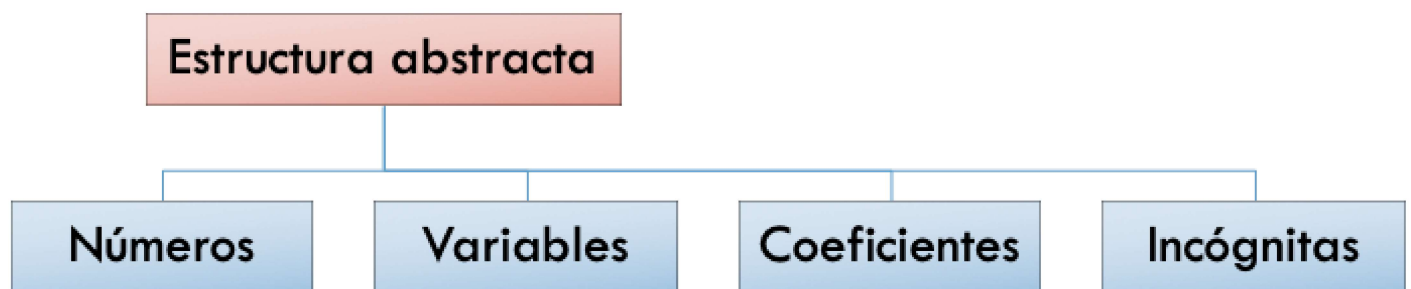 Estructura abstracta
Números
Variables
Coeficientes
Incógnitas